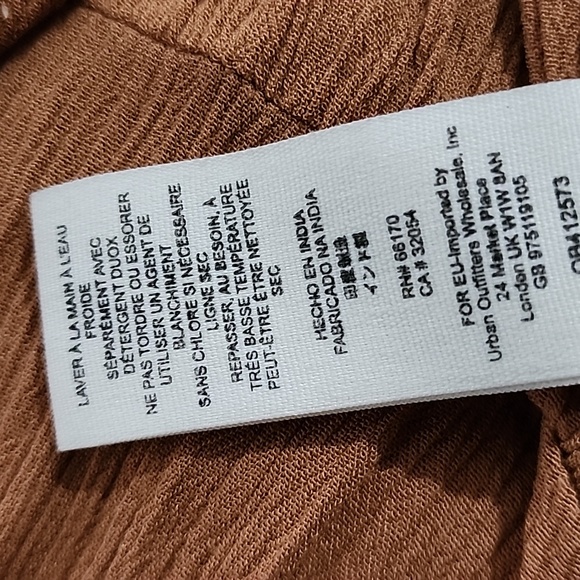 LAVER À LA MAIN À L'EAU
FROIDE
SÉPARÉMENT AVEC
DÉTERGENT DUOX
NE PAS TORDRE OU ESSORER
UTILISER UN AGENT DE
BLANCHIMENT
SANS CHLORE SI NÉCESSAIRE
LIGNE SEC
REPASSER, AU BESOIN, À
TRÈS BASSE TEMPÉRATURE
PEUT-ÊTRE ÊTRE NETTOYÉE
SEC
HECHO EN INDIA
FABRICADO NA INDIA
印度製造
インド製
RN# 66170
CA # 32054
FOR EU-Imported by
Urban Outfitters Wholesale, Inc
24 Market Place
London UK W1W 8AN
GB 975119105